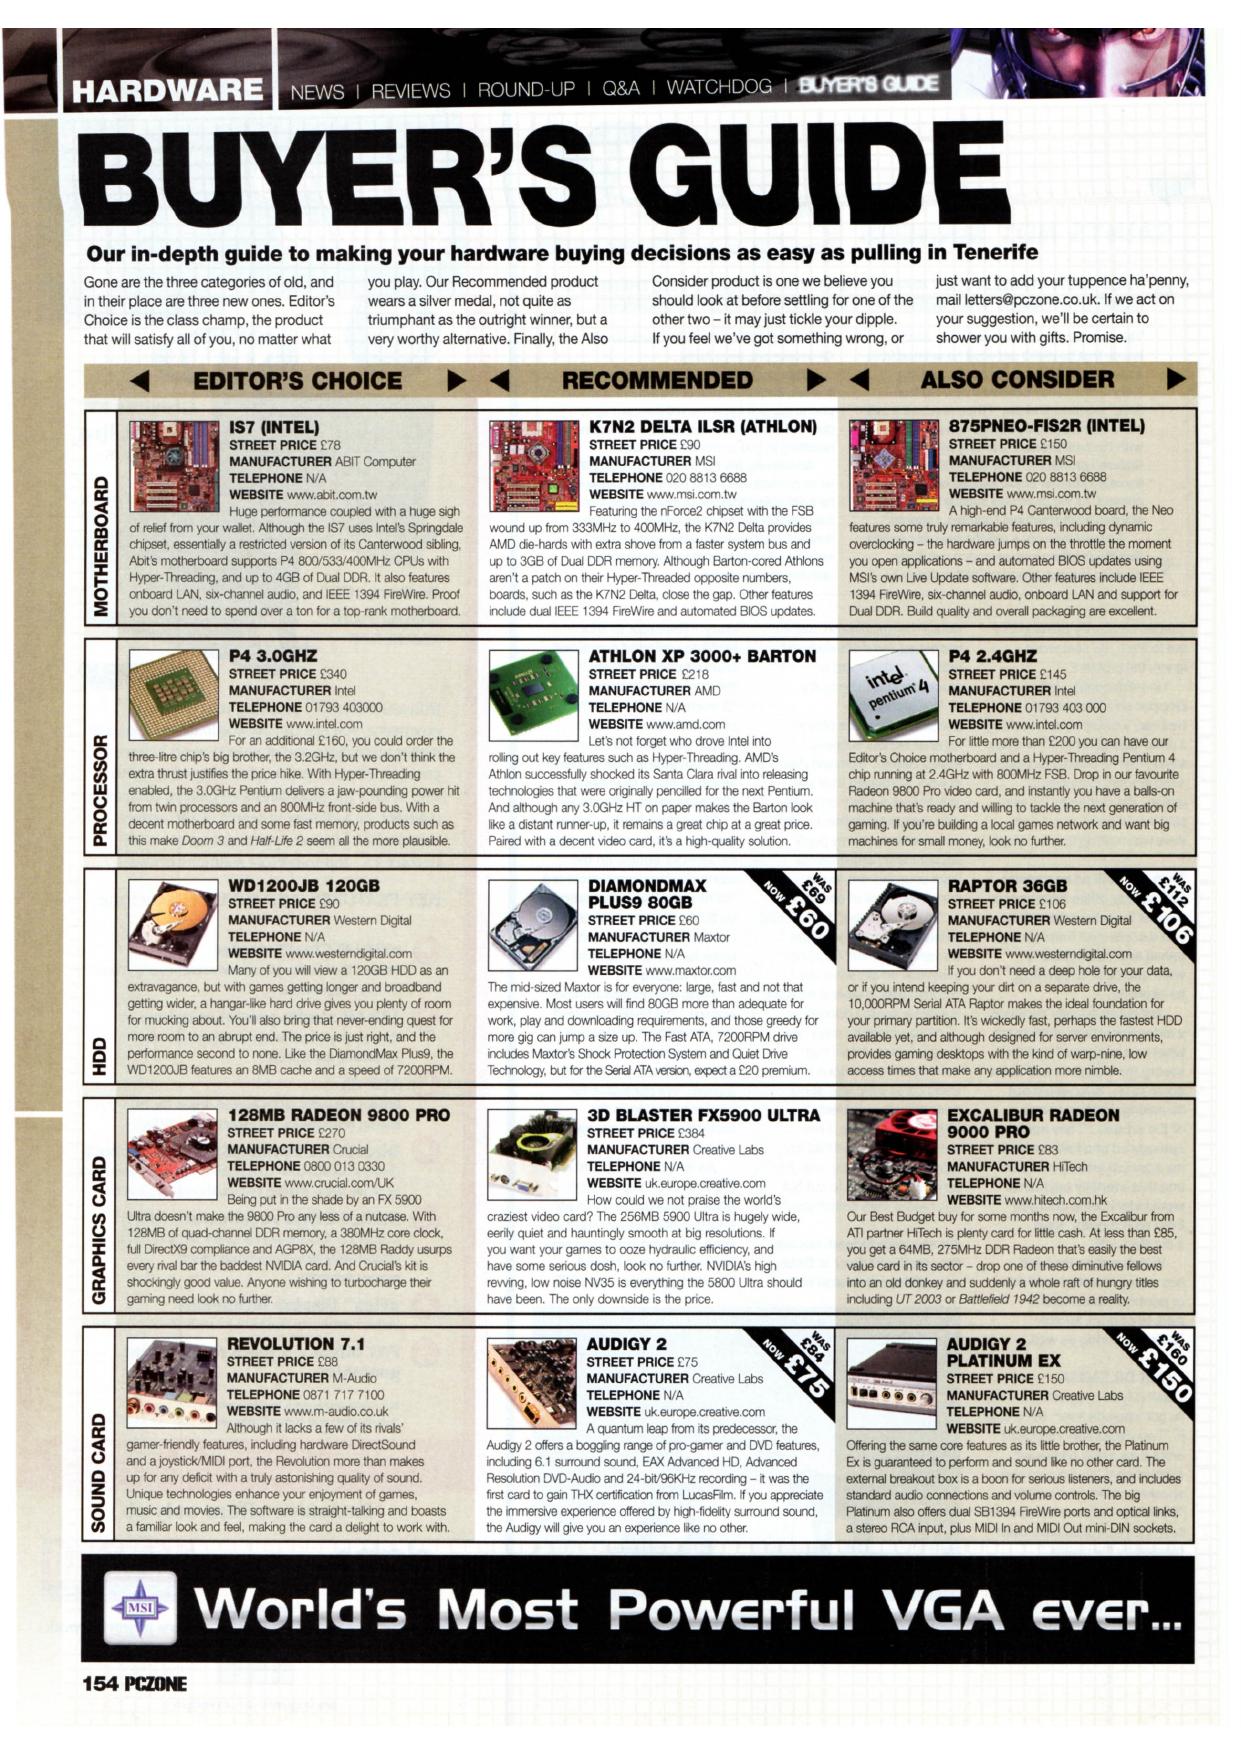 HARDWARE
NEWS | REVIEWS | ROUND-UP | Q&A | WATCHDOG | BUYER'S GUIDE
BUYER'S GUIDE
Our in-depth guide to making your hardware buying decisions as easy as pulling in Tenerife
Gone are the three categories of old, and
in their place are three new ones. Editor's
Choice is the class champ, the product
that will satisfy all of you, no matter what
you play. Our Recommended product
wears a silver medal, not quite as
triumphant as the outright winner, but a
very worthy alternative. Finally, the Also
Consider product is one we believe you
should look at before settling for one of the
other two – it may just tickle your dipple.
If you feel we've got something wrong, or
just want to add your tuppence ha'penny,
mail letters@pczone.co.uk. If we act on
your suggestion, we'll be certain to
shower you with gifts. Promise.
EDITOR'S CHOICE
RECOMMENDED
ALSO CONSIDER
MOTHERBOARD
IS7 (INTEL)
STREET PRICE £78
MANUFACTURER ABIT Computer
TELEPHONE N/A
WEBSITE www.abit.com.tw
Huge performance coupled with a huge sigh
of relief from your wallet. Although the IS7 uses Intel's Springdale
chipset, essentially a restricted version of its Canterwood sibling,
Abit's motherboard supports P4 800/533/400MHz CPUs with
Hyper-Threading, and up to 4GB of Dual DDR. It also features
onboard LAN, six-channel audio, and IEEE 1394 FireWire. Proof
you don't need to spend over a ton for a top-rank motherboard.
K7N2 DELTA ILSR (ATHLON)
STREET PRICE £90
MANUFACTURER MSI
TELEPHONE 020 8813 6688
WEBSITE www.msi.com.tw
Featuring the nForce2 chipset with the FSB
wound up from 333MHz to 400MHz, the K7N2 Delta provides
AMD die-hards with extra shove from a faster system bus and
up to 3GB of Dual DDR memory. Although Barton-cored Athlons
aren't a patch on their Hyper-Threaded opposite numbers,
boards, such as the K7N2 Delta, close the gap. Other features
include dual IEEE 1394 FireWire and automated BIOS updates.
875PNEO-FIS2R (INTEL)
STREET PRICE £150
MANUFACTURER MSI
TELEPHONE 020 8813 6688
WEBSITE www.msi.com.tw
A high-end P4 Canterwood board, the Neo
features some truly remarkable features, including dynamic
overclocking – the hardware jumps on the throttle the moment
you open applications – and automated BIOS updates using
MSI's own Live Update software. Other features include IEEE
1394 FireWire, six-channel audio, onboard LAN and support for
Dual DDR. Build quality and overall packaging are excellent.
PROCESSOR
P4 3.0GHZ
STREET PRICE £340
MANUFACTURER Intel
TELEPHONE 01793 403000
WEBSITE www.intel.com
For an additional £160, you could order the
three-litre chip's big brother, the 3.2GHz, but we don't think the
extra thrust justifies the price hike. With Hyper-Threading
enabled, the 3.0GHz Pentium delivers a jaw-pounding power hit
from twin processors and an 800MHz front-side bus. With a
decent motherboard and some fast memory, products such as
this make Doom 3 and Half-Life 2 seem all the more plausible.
ATHLON XP 3000+ BARTON
STREET PRICE £218
MANUFACTURER AMD
TELEPHONE N/A
WEBSITE www.amd.com
Let's not forget who drove Intel into
rolling out key features such as Hyper-Threading. AMD's
Athlon successfully shocked its Santa Clara rival into releasing
technologies that were originally pencilled for the next Pentium.
And although any 3.0GHz HT on paper makes the Barton look
like a distant runner-up, it remains a great chip at a great price.
Paired with a decent video card, it's a high-quality solution.
intel
pentium 4
P4 2.4GHZ
STREET PRICE £145
MANUFACTURER Intel
TELEPHONE 01793 403 000
WEBSITE www.intel.com
For little more than £200 you can have our
Editor's Choice motherboard and a Hyper-Threading Pentium 4
chip running at 2.4GHz with 800MHz FSB. Drop in our favourite
Radeon 9800 Pro video card, and instantly you have a balls-on
machine that's ready and willing to tackle the next generation of
gaming. If you're building a local games network and want big
machines for small money, look no further.
HDD
WD1200JB 120GB
STREET PRICE £90
MANUFACTURER Western Digital
TELEPHONE N/A
WEBSITE www.westerndigital.com
Many of you will view a 120GB HDD as an
extravagance, but with games getting longer and broadband
getting wider, a hangar-like hard drive gives you plenty of room
for mucking about. You'll also bring that never-ending quest for
more room to an abrupt end. The price is just right, and the
performance second to none. Like the DiamondMax Plus9, the
WD1200JB features an 8MB cache and a speed of 7200RPM.
DIAMONDMAX
PLUS9 80GB
STREET PRICE £60
MANUFACTURER Maxtor
TELEPHONE N/A
WEBSITE www.maxtor.com
WAS £69
NOW £60
The mid-sized Maxtor is for everyone: large, fast and not that
expensive. Most users will find 80GB more than adequate for
work, play and downloading requirements, and those greedy for
more gig can jump a size up. The Fast ATA, 7200RPM drive
includes Maxtor's Shock Protection System and Quiet Drive
Technology, but for the Serial ATA version, expect a £20 premium.
RAPTOR 36GB
STREET PRICE £106
MANUFACTURER Western Digital
TELEPHONE N/A
WEBSITE www.westerndigital.com
WAS £112
NOW £106
If you don't need a deep hole for your data,
or if you intend keeping your dirt on a separate drive, the
10,000RPM Serial ATA Raptor makes the ideal foundation for
your primary partition. It's wickedly fast, perhaps the fastest HDD
available yet, and although designed for server environments,
provides gaming desktops with the kind of warp-nine, low
access times that make any application more nimble.
GRAPHICS CARD
128MB RADEON 9800 PRO
STREET PRICE £270
MANUFACTURER Crucial
TELEPHONE 0800 013 0330
WEBSITE www.crucial.com/UK
Being put in the shade by an FX 5900
Ultra doesn't make the 9800 Pro any less of a nutcase. With
128MB of quad-channel DDR memory, a 380MHz core clock,
full DirectX9 compliance and AGP8X, the 128MB Raddy usurps
every rival bar the baddest NVIDIA card. And Crucial's kit is
shockingly good value. Anyone wishing to turbocharge their
gaming need look no further.
3D BLASTER FX5900 ULTRA
STREET PRICE £384
MANUFACTURER Creative Labs
TELEPHONE N/A
WEBSITE uk.europe.creative.com
How could we not praise the world's
craziest video card? The 256MB 5900 Ultra is hugely wide,
eerily quiet and hauntingly smooth at big resolutions. If
you want your games to ooze hydraulic efficiency, and
have some serious dosh, look no further. NVIDIA's high
revving, low noise NV35 is everything the 5800 Ultra should
have been. The only downside is the price.
EXCALIBUR RADEON
9000 PRO
STREET PRICE £83
MANUFACTURER HiTech
TELEPHONE N/A
WEBSITE www.hitech.com.hk
Our Best Budget buy for some months now, the Excalibur from
ATI partner HiTech is plenty card for little cash. At less than £85,
you get a 64MB, 275MHz DDR Radeon that's easily the best
value card in its sector – drop one of these diminutive fellows
into an old donkey and suddenly a whole raft of hungry titles
including UT 2003 or Battlefield 1942 become a reality.
SOUND CARD
REVOLUTION 7.1
STREET PRICE £88
MANUFACTURER M-Audio
TELEPHONE 0871 717 7100
WEBSITE www.m-audio.co.uk
Although it lacks a few of its rivals'
gamer-friendly features, including hardware DirectSound
and a joystick/MIDI port, the Revolution more than makes
up for any deficit with a truly astonishing quality of sound.
Unique technologies enhance your enjoyment of games,
music and movies. The software is straight-talking and boasts
a familiar look and feel, making the card a delight to work with.
AUDIGY 2
STREET PRICE £75
MANUFACTURER Creative Labs
TELEPHONE N/A
WEBSITE uk.europe.creative.com
WAS £84
NOW £75
A quantum leap from its predecessor, the
Audigy 2 offers a boggling range of pro-gamer and DVD features,
including 6.1 surround sound, EAX Advanced HD, Advanced
Resolution DVD-Audio and 24-bit/96KHz recording – it was the
first card to gain THX certification from LucasFilm. If you appreciate
the immersive experience offered by high-fidelity surround sound,
the Audigy will give you an experience like no other.
AUDIGY 2
PLATINUM EX
STREET PRICE £150
MANUFACTURER Creative Labs
TELEPHONE N/A
WEBSITE uk.europe.creative.com
WAS £160
NOW £150
Offering the same core features as its little brother, the Platinum
Ex is guaranteed to perform and sound like no other card. The
external breakout box is a boon for serious listeners, and includes
standard audio connections and volume controls. The big
Platinum also offers dual SB1394 FireWire ports and optical links,
a stereo RCA input, plus MIDI In and MIDI Out mini-DIN sockets.
MSI
World's Most Powerful VGA ever...
154 PCZONE